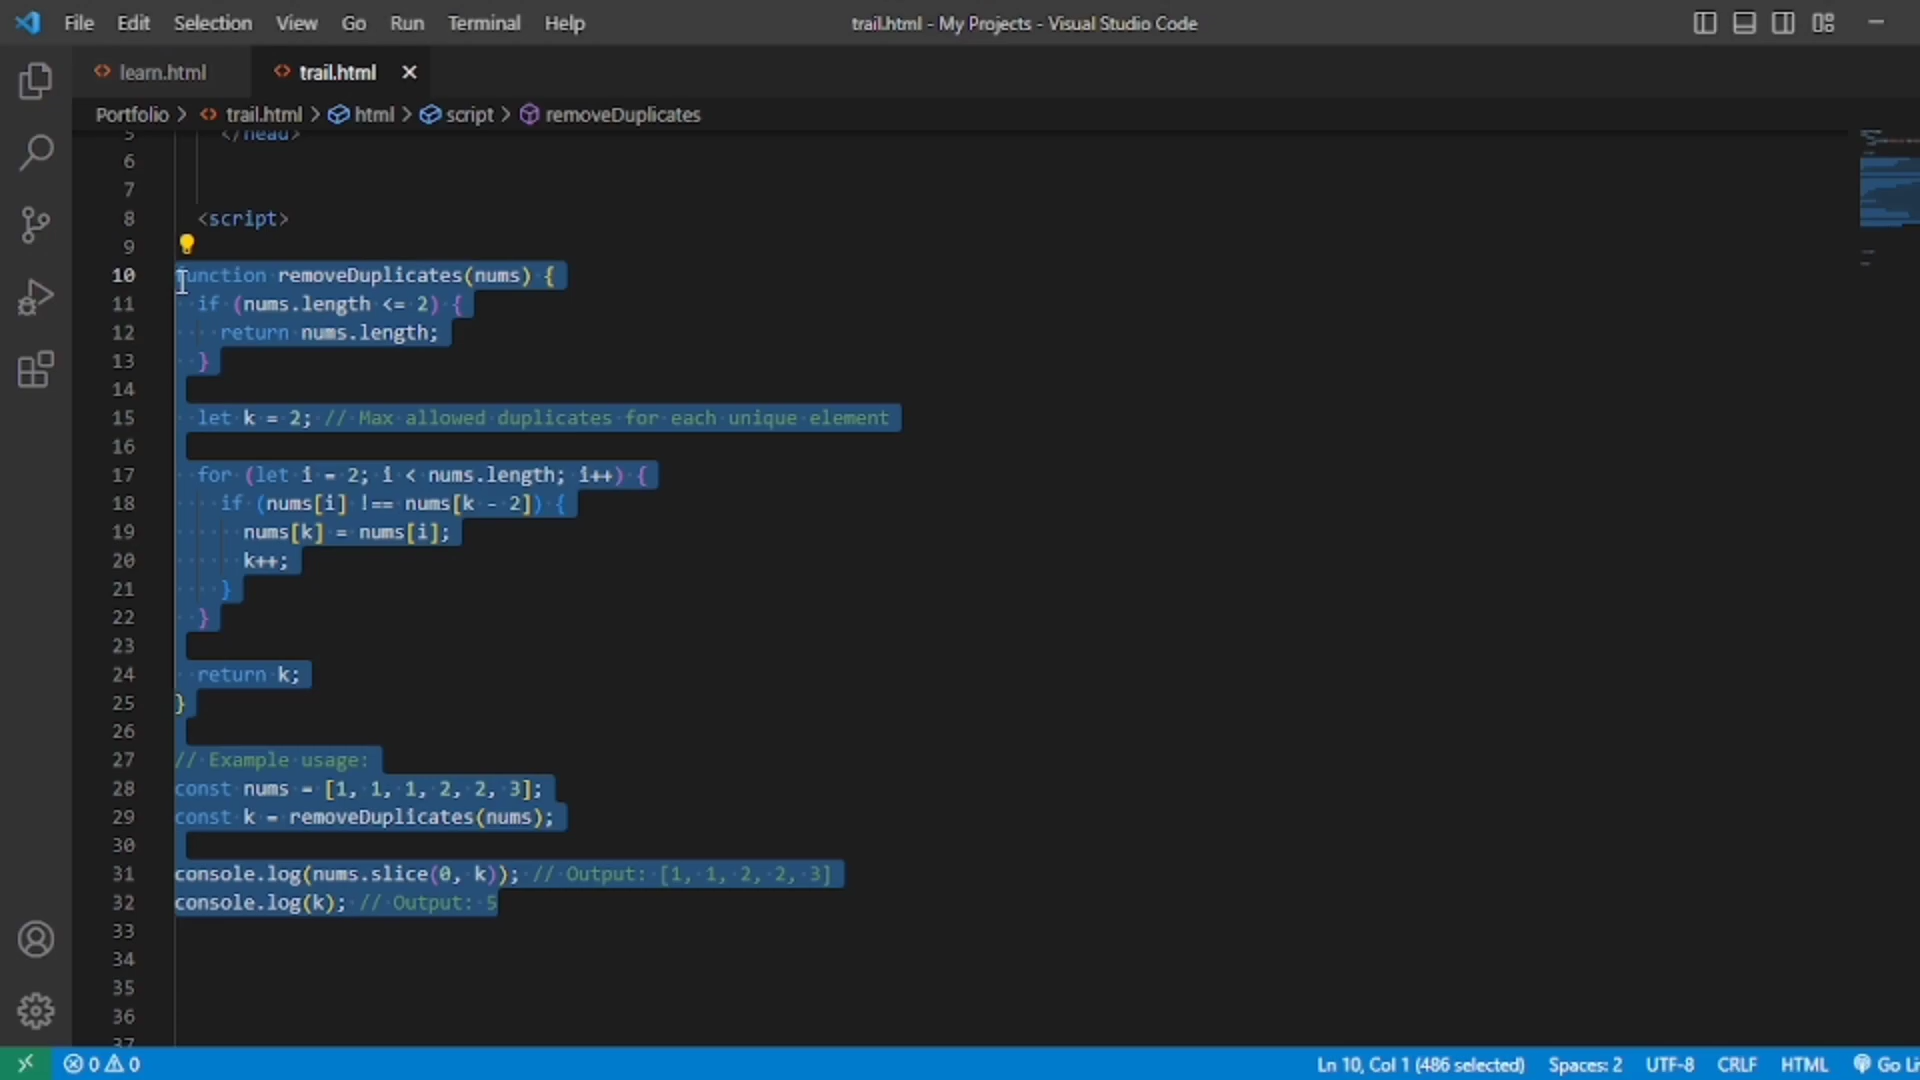 File Edit Selection View Go Run Terminal Help
trail.html - My Projects - Visual Studio Code
learn.html trail.html
Portfolio > trail.html > html > script > removeDuplicates
5 </head>
6
7
8 <script>
9
10 function removeDuplicates(nums) {
11 if (nums.length <= 2) {
12 return nums.length;
13 }
14
15 let k = 2; // Max allowed duplicates for each unique element
16
17 for (let i = 2; i < nums.length; i++) {
18 if (nums[i] !== nums[k - 2]) {
19 nums[k] = nums[i];
20 k++;
21 }
22 }
23
24 return k;
25 }
26
27 // Example usage:
28 const nums = [1, 1, 1, 2, 2, 3];
29 const k = removeDuplicates(nums);
30
31 console.log(nums.slice(0, k)); // Output: [1, 1, 2, 2, 3]
32 console.log(k); // Output: 5
33
34
35
36
37
0 0 Ln 10, Col 1 (486 selected) Spaces: 2 UTF-8 CRLF HTML Go Li